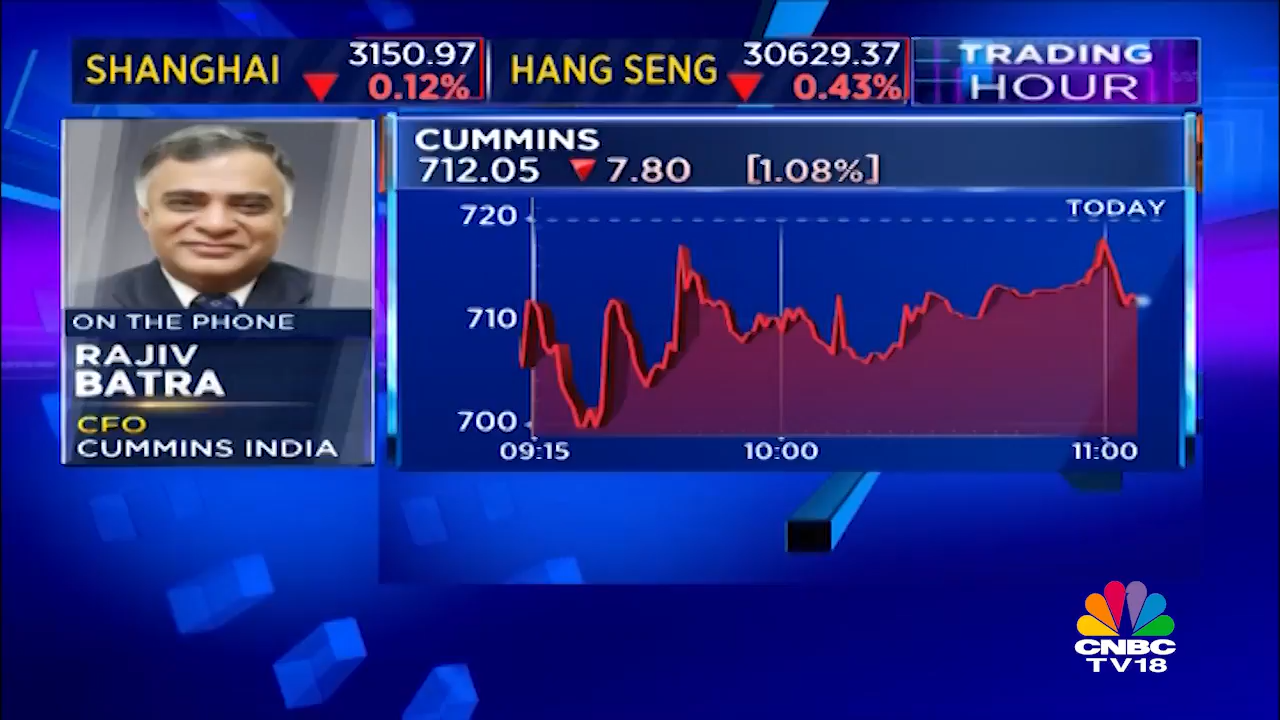 SHANGHAI 3150.97
0.12%
HANG SENG 30629.37
0.43%
TRADING
HOUR
CUMMINS
712.05 7.80 [1.08%]
TODAY
720
710
700
09:15 10:00 11:00
ON THE PHONE
RAJIV
BATRA
CFO
CUMMINS INDIA
CNBC
TV18